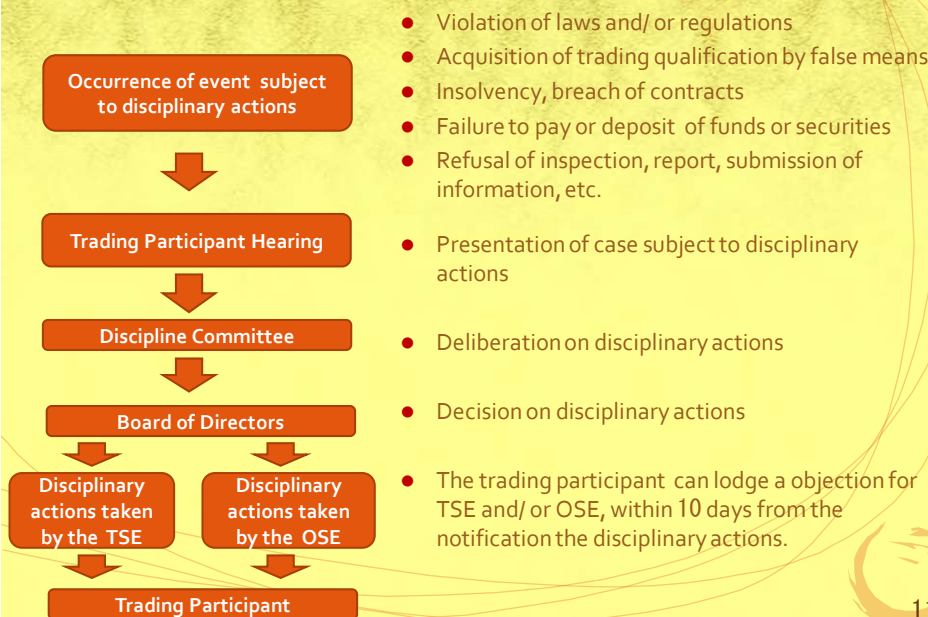 Occurrence of event subject
to disciplinary actions
● Violation of laws and/ or regulations
● Acquisition of trading qualification by false means
● Insolvency, breach of contracts
● Failure to pay or deposit of funds or securities
● Refusal of inspection, report, submission of
information, etc.
Trading Participant Hearing
● Presentation of case subject to disciplinary
actions
Discipline Committee
● Deliberation on disciplinary actions
Board of Directors
● Decision on disciplinary actions
Disciplinary
actions taken
by the TSE
Disciplinary
actions taken
by the OSE
● The trading participant can lodge a objection for
TSE and/ or OSE, within 10 days from the
notification the disciplinary actions.
Trading Participant